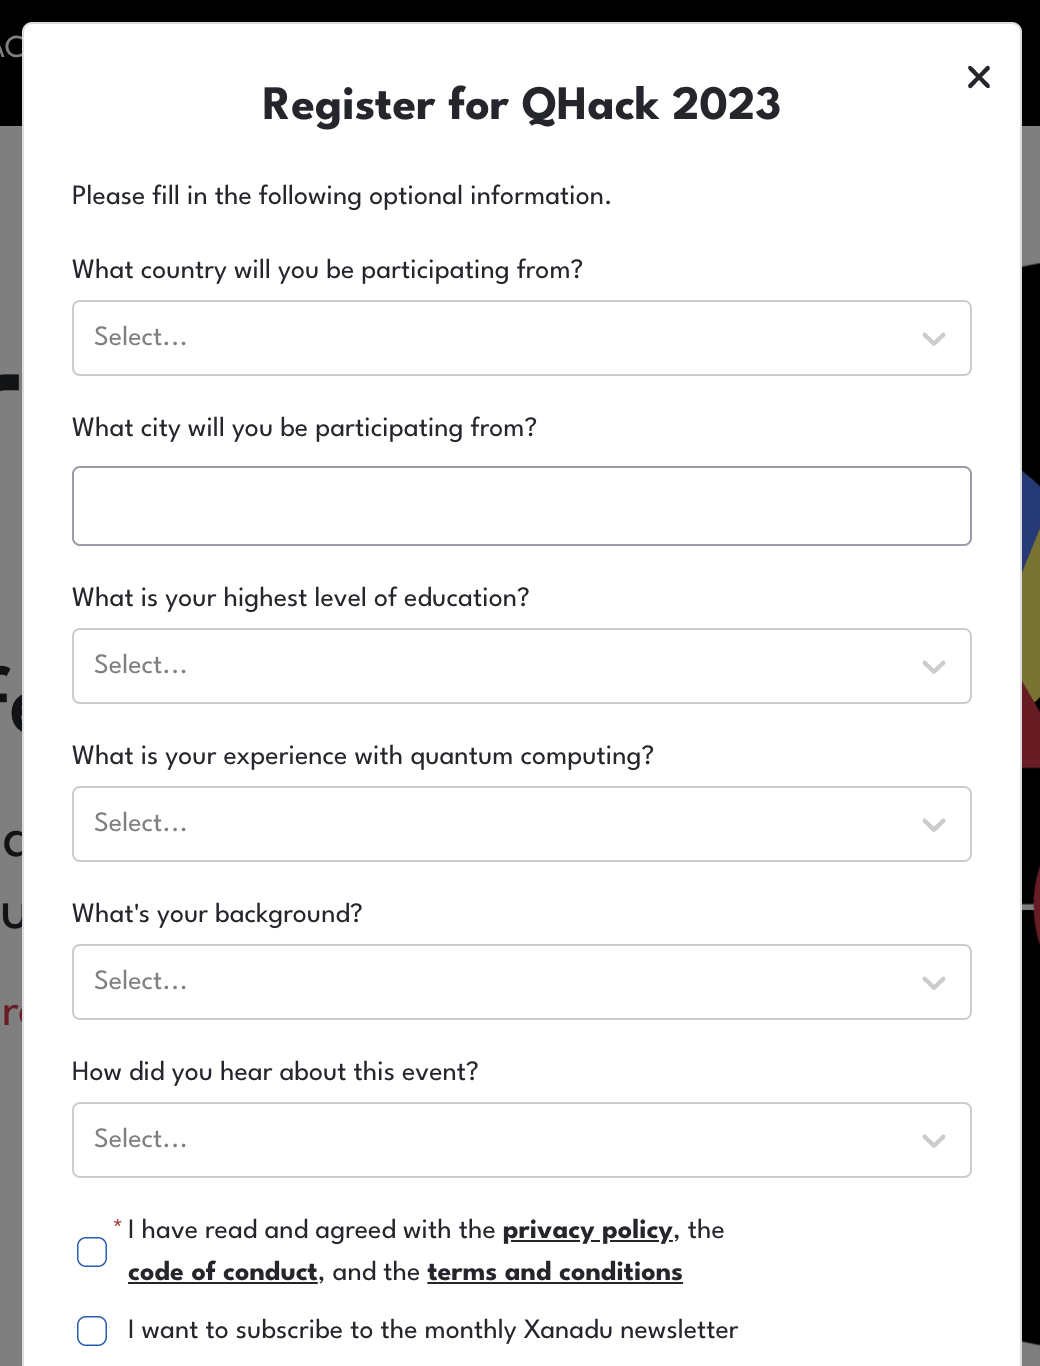 Register for QHack 2023
Please fill in the following optional information.
What country will you be participating from?
Select...
What city will you be participating from?
What is your highest level of education?
Select...
What is your experience with quantum computing?
Select...
What's your background?
Select...
How did you hear about this event?
Select...
* I have read and agreed with the privacy policy, the
code of conduct, and the terms and conditions
I want to subscribe to the monthly Xanadu newsletter